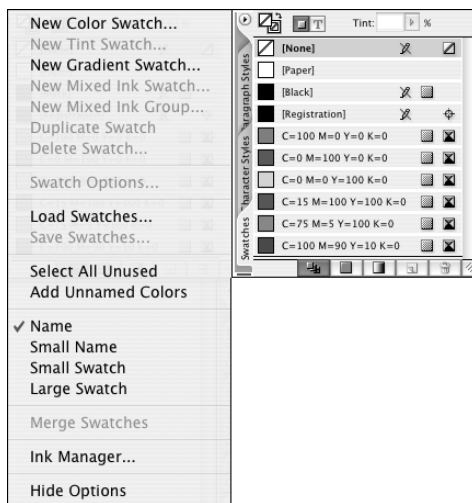 New Color Swatch...
New Tint Swatch...
New Gradient Swatch...
New Mixed Ink Swatch...
New Mixed Ink Group...
Duplicate Swatch
Delete Swatch...
Swatch Options...
Load Swatches...
Save Swatches...
Select All Unused
Add Unnamed Colors
✓ Name
Small Name
Small Swatch
Large Swatch
Merge Swatches
Ink Manager...
Hide Options
T Tint: %
[None]
[Paper]
[Black]
[Registration]
C=100 M=0 Y=0 K=0
C=0 M=100 Y=0 K=0
C=0 M=0 Y=100 K=0
C=15 M=100 Y=100 K=0
C=75 M=5 Y=100 K=0
C=100 M=90 Y=10 K=0
Paragraph Styles
Character Styles
Swatches